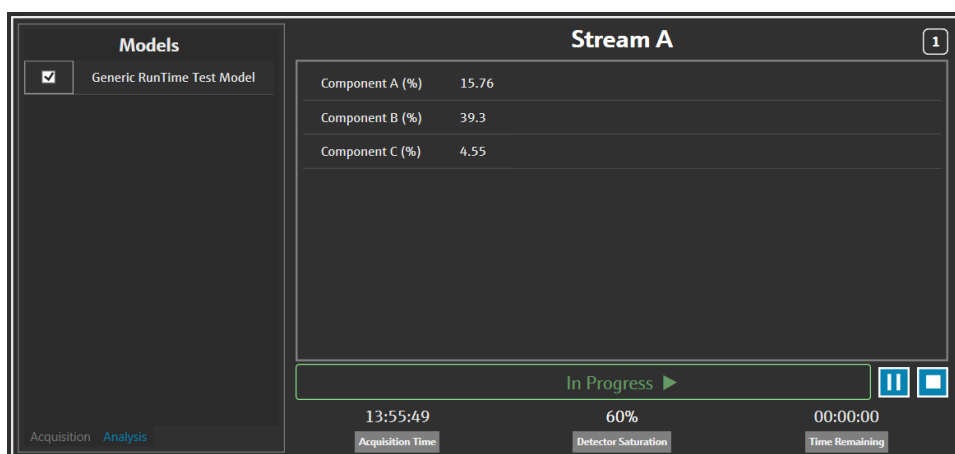 Models
Generic RunTime Test Model
Acquisition Analysis
Stream A
1
Component A (%) 15.76
Component B (%) 39.3
Component C (%) 4.55
In Progress
13:55:49 60% 00:00:00
Acquisition Time Detector Saturation Time Remaining